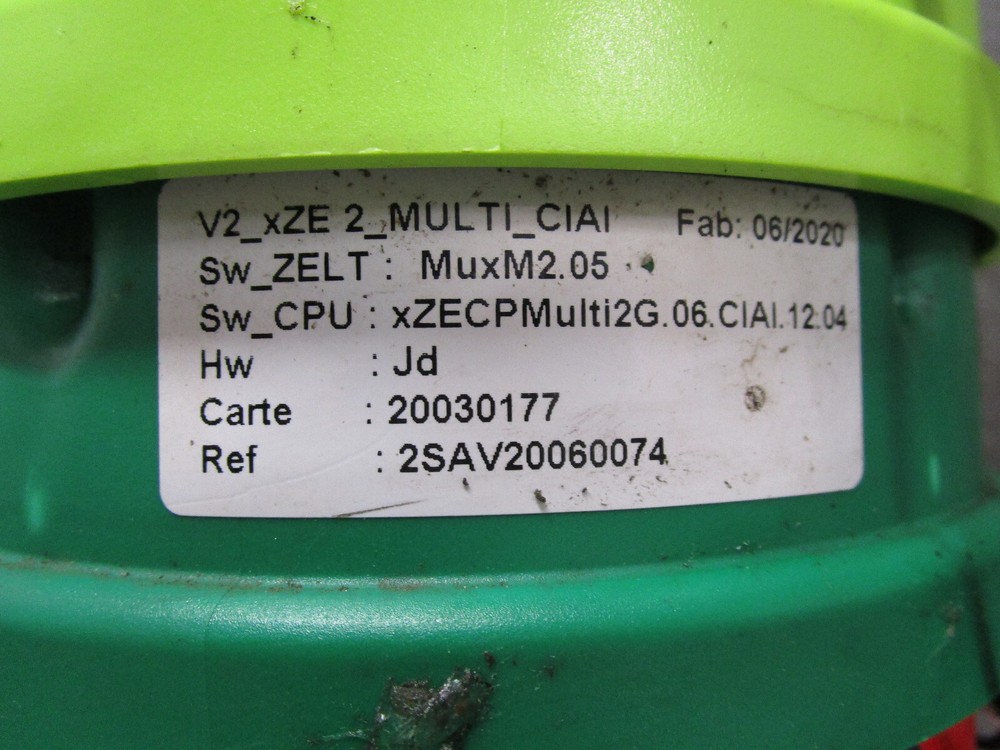 V2_xZE 2_MULTI_CIAI Fab: 06/2020
Sw_ZELT : MuxM2.05
Sw_CPU : xZECPMulti2G.06.CIAI.12.04
Hw : Jd
Carte : 20030177
Ref : 2SAV20060074